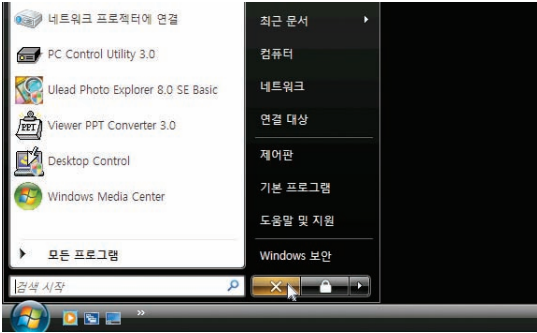 네트워크 프로젝터에 연결
PC Control Utility 3.0
Ulead Photo Explorer 8.0 SE Basic
PPT
Viewer PPT Converter 3.0
Desktop Control
Windows Media Center
모든 프로그램
검색 시작
최근 문서
컴퓨터
네트워크
연결 대상
제어판
기본 프로그램
도움말 및 지원
Windows 보안